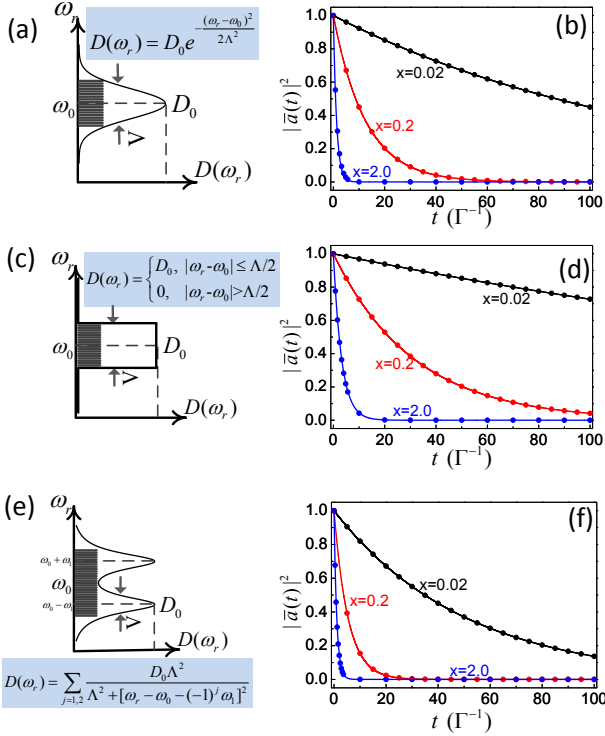 (a)
ω_r
D(ω_r) = D_0 e^{-\frac{(ω_r-ω_0)^2}{2Λ^2}}
ω_0
D_0
Λ
D(ω_r)
(b)
|ā(t)|^2
1.0
0.8
0.6
0.4
0.2
0.0
x=0.02
x=0.2
x=2.0
0 20 40 60 80 100
t (Γ^{-1})
(c)
ω_r
D(ω_r) = { D_0, |ω_r-ω_0| ≤ Λ/2
0, |ω_r-ω_0| > Λ/2
ω_0
D_0
Λ
D(ω_r)
(d)
|ā(t)|^2
1.0
0.8
0.6
0.4
0.2
0.0
x=0.02
x=0.2
x=2.0
0 20 40 60 80 100
t (Γ^{-1})
(e)
ω_r
ω_0+ω_1
ω_0
ω_0-ω_1
D_0
Λ
D(ω_r)
D(ω_r) = \sum_{j=1,2} \frac{D_0Λ^2}{Λ^2+[ω_r-ω_0-(-1)^jω_1]^2}
(f)
|ā(t)|^2
1.0
0.8
0.6
0.4
0.2
0.0
x=0.02
x=0.2
x=2.0
0 20 40 60 80 100
t (Γ^{-1})